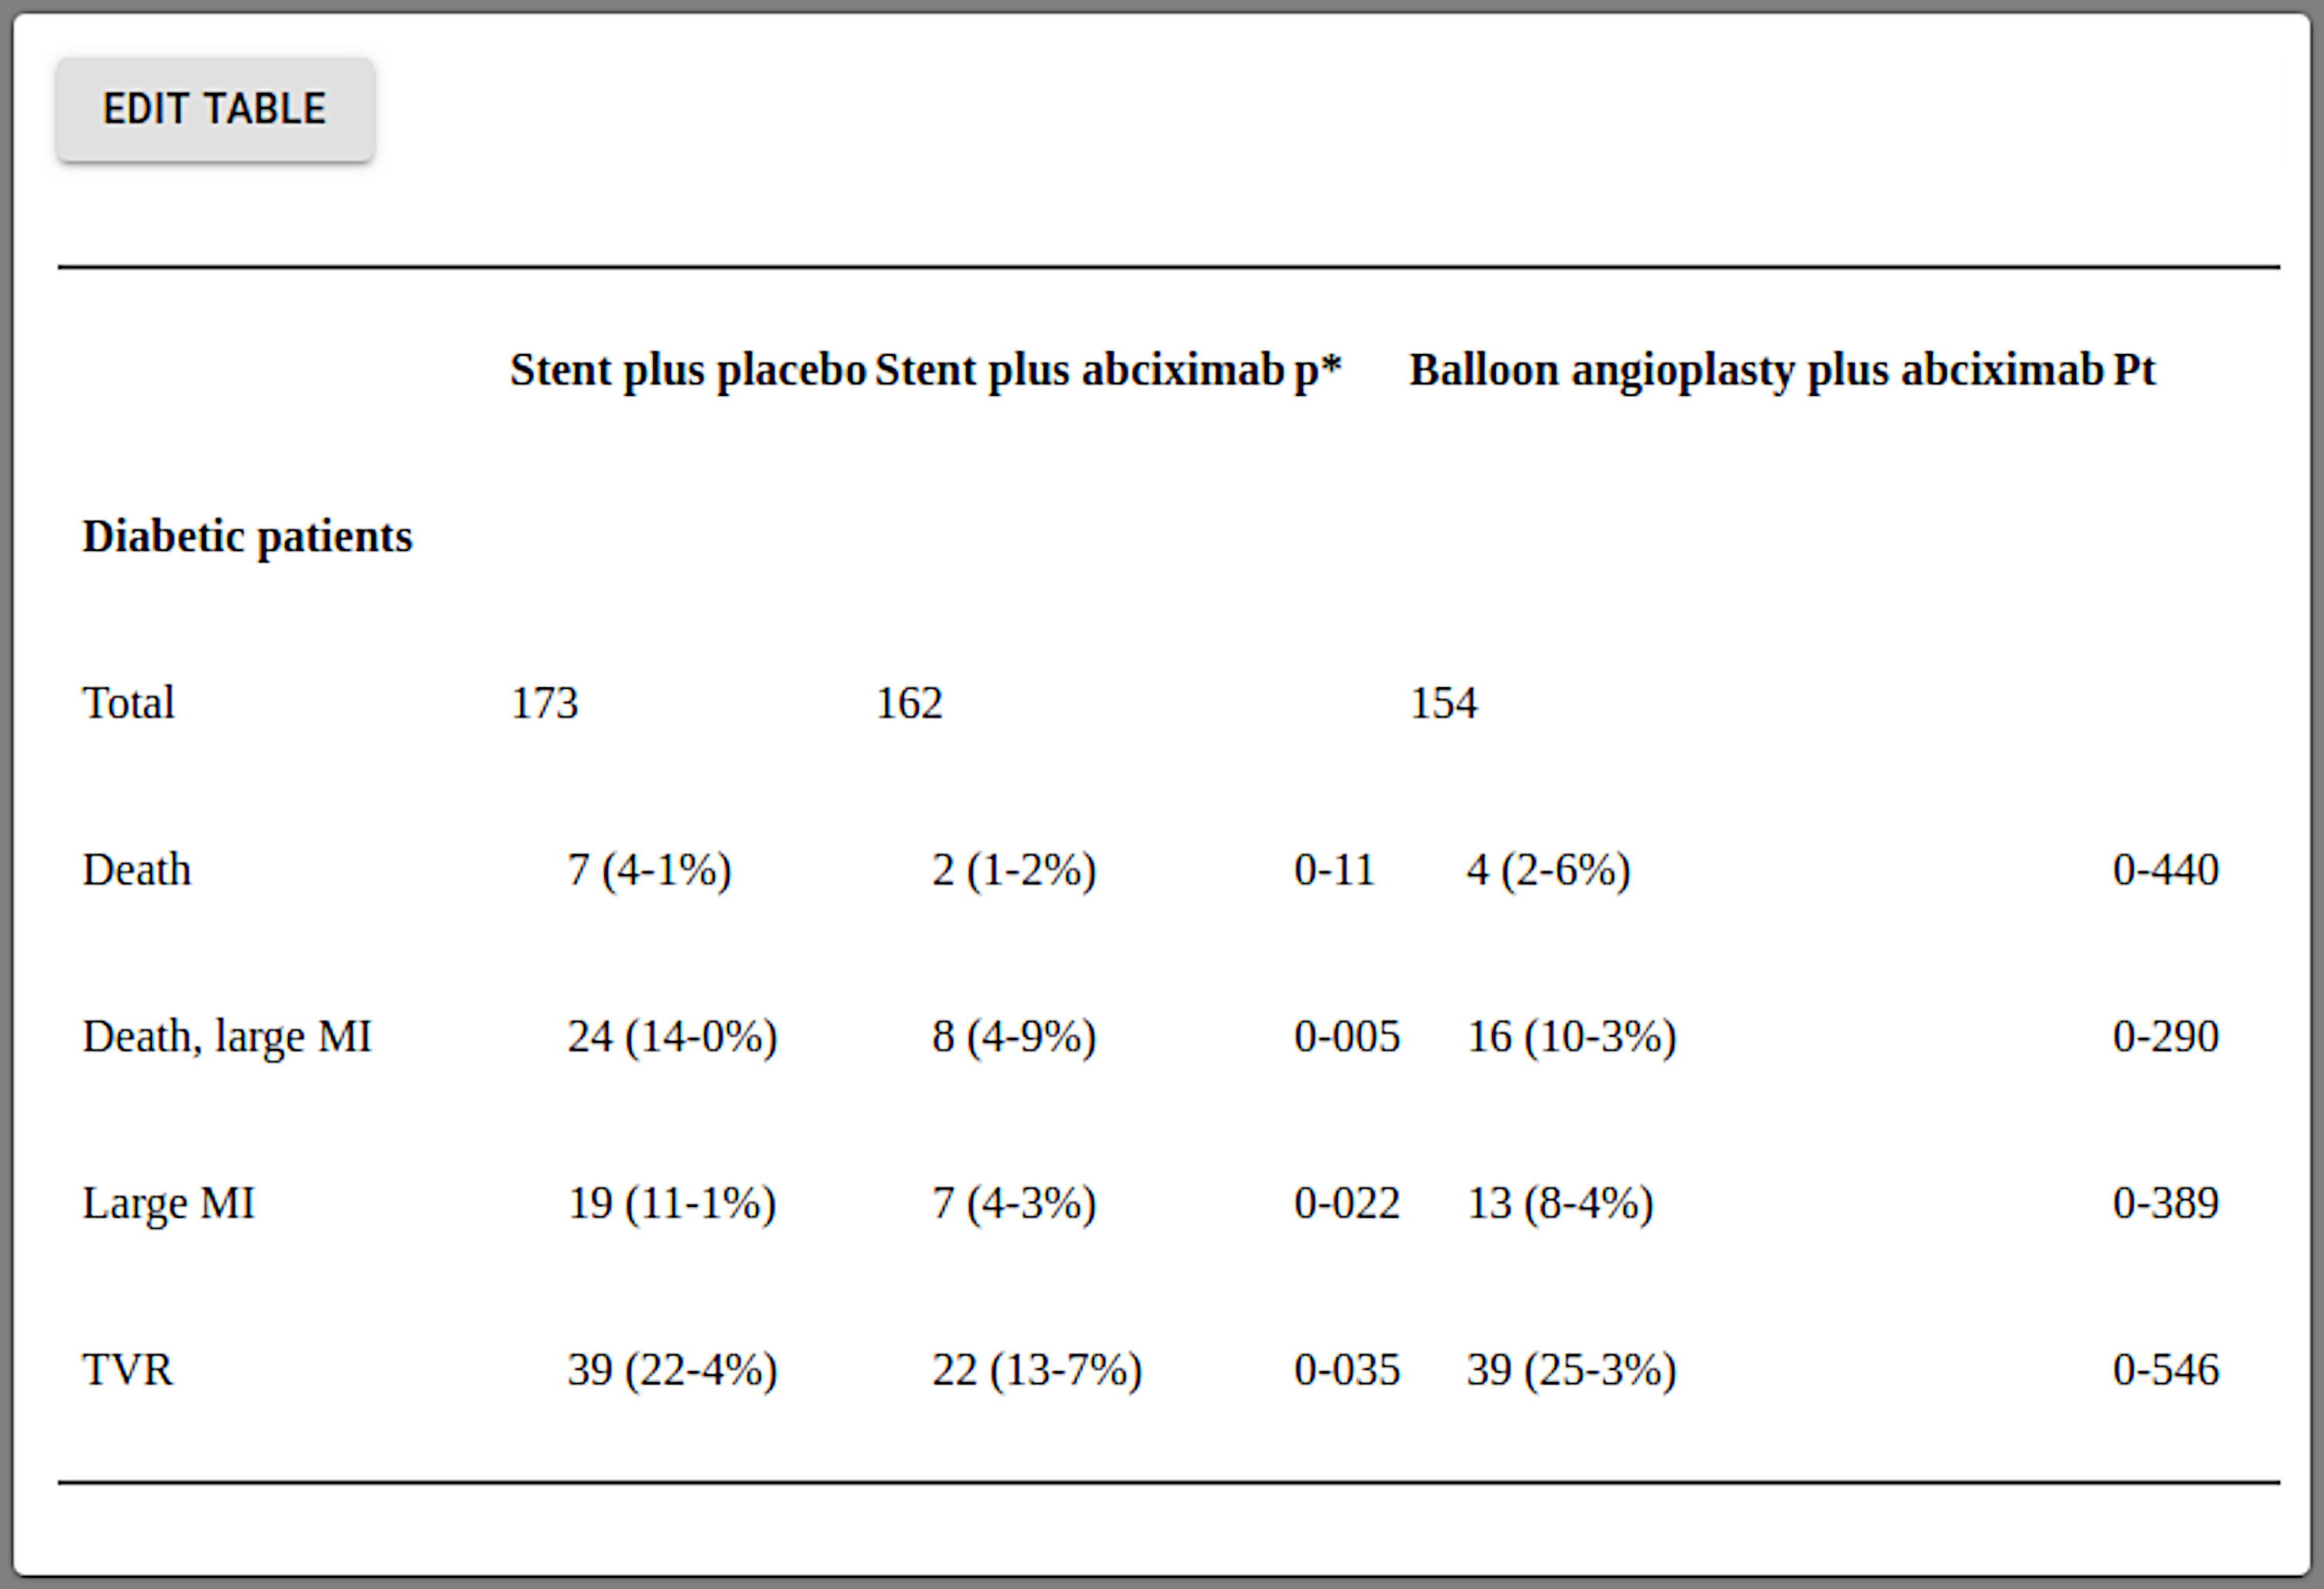 EDIT TABLE
Stent plus placebo Stent plus abciximab p* Balloon angioplasty plus abciximab Pt
Diabetic patients
Total 173 162 154
Death 7 (4-1%) 2 (1-2%) 0-11 4 (2-6%) 0-440
Death, large MI 24 (14-0%) 8 (4-9%) 0-005 16 (10-3%) 0-290
Large MI 19 (11-1%) 7 (4-3%) 0-022 13 (8-4%) 0-389
TVR 39 (22-4%) 22 (13-7%) 0-035 39 (25-3%) 0-546